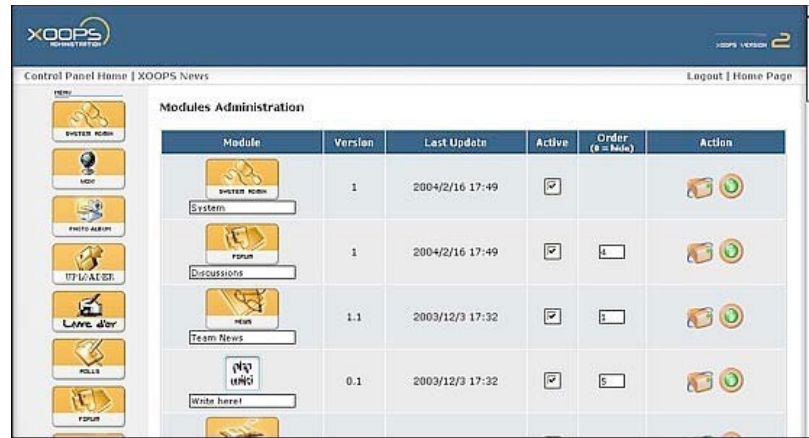 XOOPS
ADMINISTRATION
XOOPS VERSION 2
Control Panel Home | XOOPS News
Logout | Home Page
MENU
SYSTEM ADMIN
PHOTO ALBUM
UPLOADER
Livre d'or
POLLS
FORUM
Modules Administration
Module Version Last Update Active Order Action
(0 = hide)
SYSTEM ADMIN
1 2004/2/16 17:49
System
FORUM
1 2004/2/16 17:49 4
Discussions
NEWS
1.1 2003/12/3 17:32 1
Team News
php
wiki
0.1 2003/12/3 17:32 5
Write here!